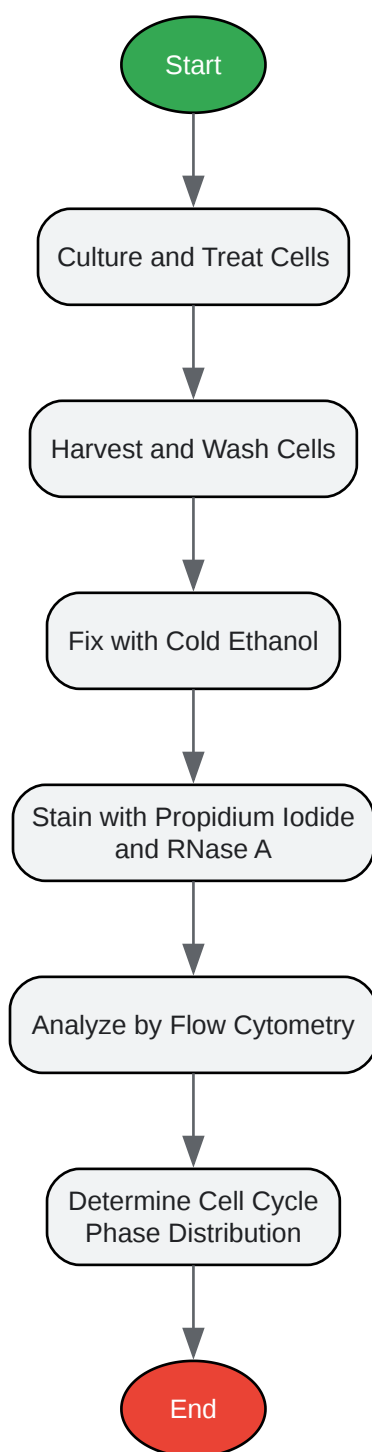 Start
Culture and Treat Cells
Harvest and Wash Cells
Fix with Cold Ethanol
Stain with Propidium Iodide
and RNase A
Analyze by Flow Cytometry
Determine Cell Cycle
Phase Distribution
End